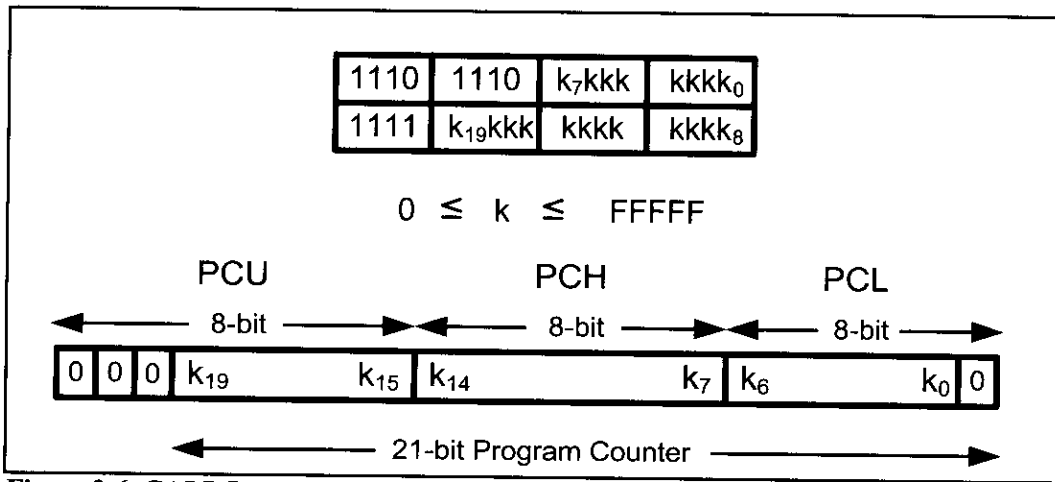 1110 1110 k₇kkk kkkk₀
1111 k₁₉kkk kkkk kkkk₈
0 ≤ k ≤ FFFFF
PCU PCH PCL
8-bit 8-bit 8-bit
0 0 0 k₁₉ k₁₅ k₁₄ k₇ k₆ k₀ 0
21-bit Program Counter